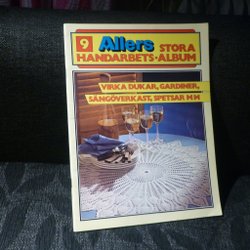 9 Allers STORA
HANDARBETS-ALBUM
VIRKA DUKAR, GARDINER,
SÄNGÖVERKAST, SPETSAR M M